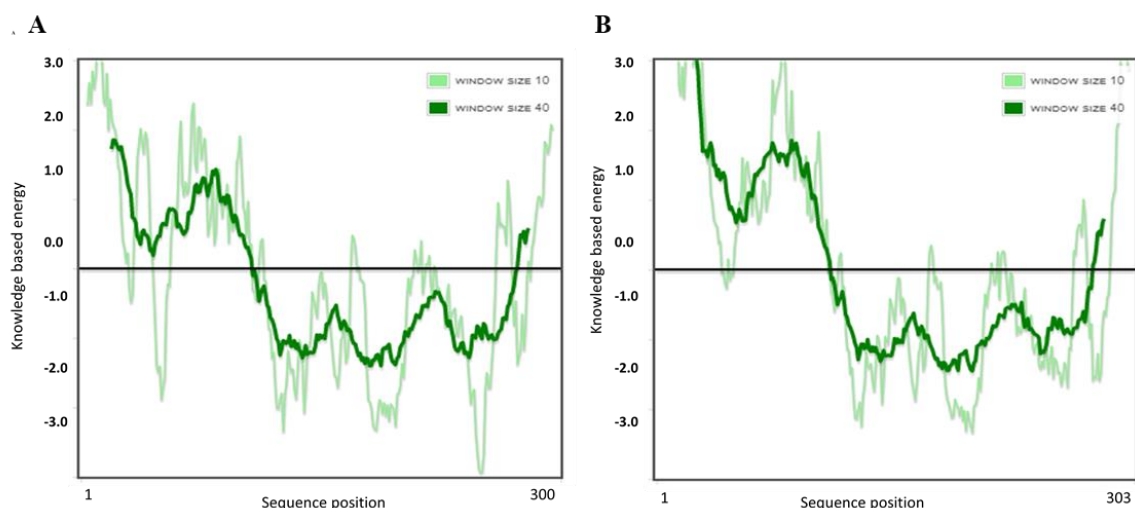 A
3.0
2.0
1.0
0.0
-1.0
-2.0
-3.0
Knowledge based energy
WINDOW SIZE 10
WINDOW SIZE 40
1
Sequence position
300
B
3.0
2.0
1.0
0.0
-1.0
-2.0
-3.0
Knowledge based energy
WINDOW SIZE 10
WINDOW SIZE 40
1
Sequence position
303